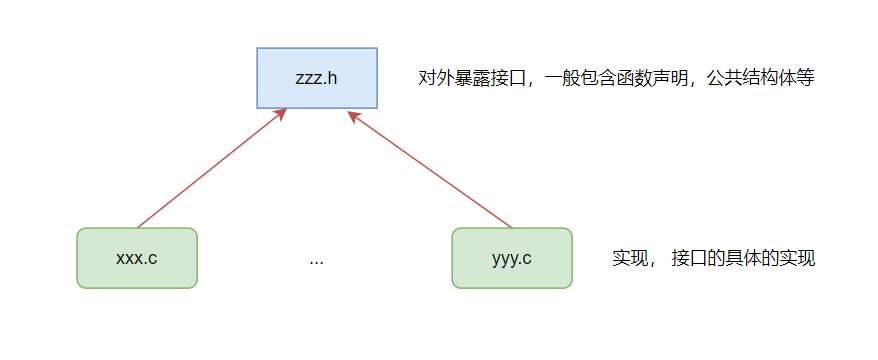 zzz.h
对外暴露接口，一般包含函数声明，公共结构体等
xxx.c
...
yyy.c
实现， 接口的具体的实现